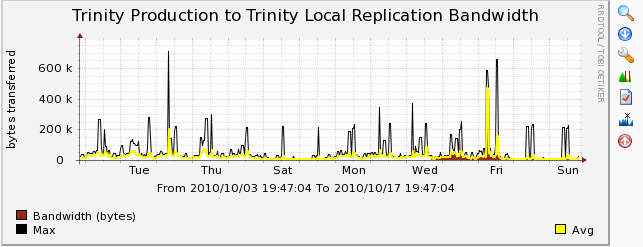 Trinity Production to Trinity Local Replication Bandwidth
RRDTOOL / TOBI OETIKER
bytes transferred
600 k
400 k
200 k
0
Tue Thu Sat Mon Wed Fri Sun
From 2010/10/03 19:47:04 To 2010/10/17 19:47:04
Bandwidth (bytes)
Max Avg